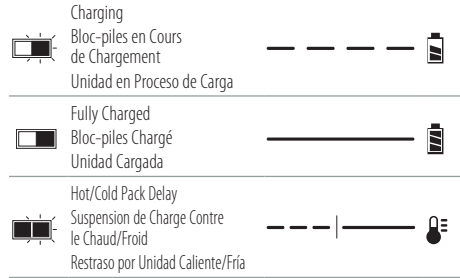 Charging
Bloc-piles en Cours
de Chargement
Unidad en Proceso de Carga
Fully Charged
Bloc-piles Chargé
Unidad Cargada
Hot/Cold Pack Delay
Suspension de Charge Contre
le Chaud/Froid
Restraso por Unidad Caliente/Fría